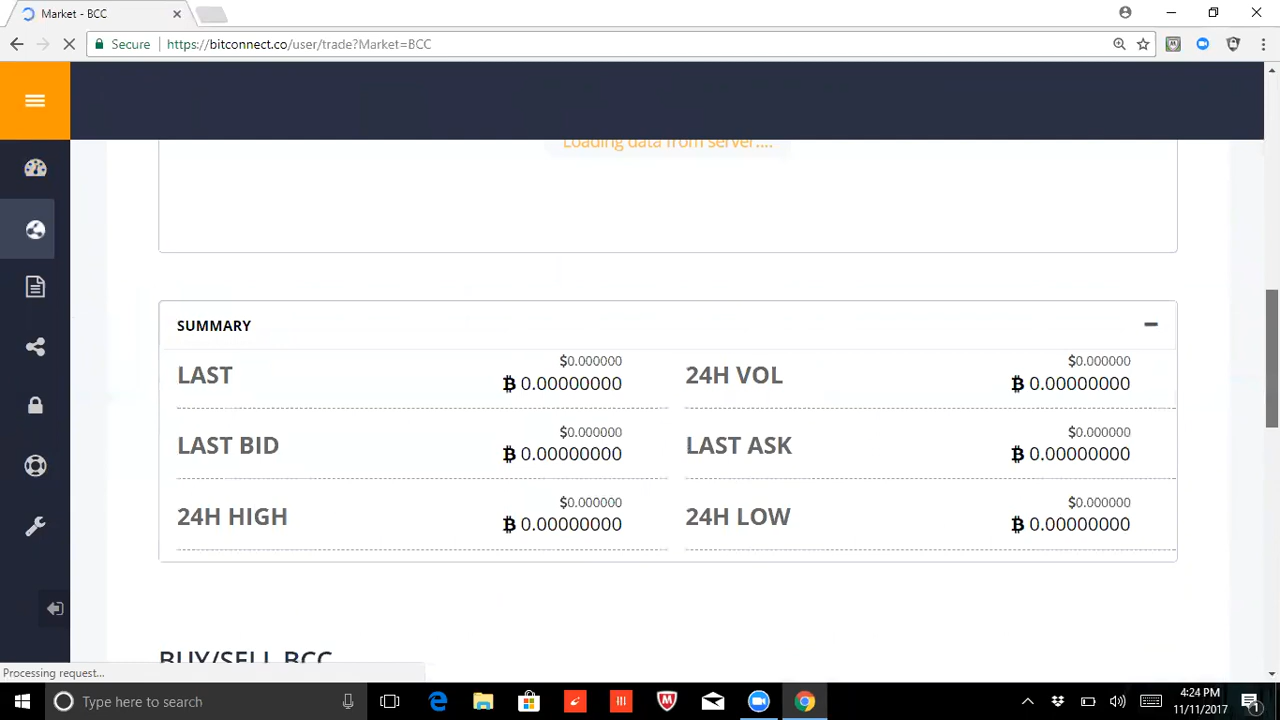 Market - BCC
Secure
https://bitconnect.co/user/trade?Market=BCC
Loading data from server....
SUMMARY
LAST
$0.000000
฿ 0.00000000
24H VOL
$0.000000
฿ 0.00000000
LAST BID
$0.000000
฿ 0.00000000
LAST ASK
$0.000000
฿ 0.00000000
24H HIGH
$0.000000
฿ 0.00000000
24H LOW
$0.000000
฿ 0.00000000
BUY/SELL BCC
Processing request...
Type here to search
4:24 PM
11/11/2017
1